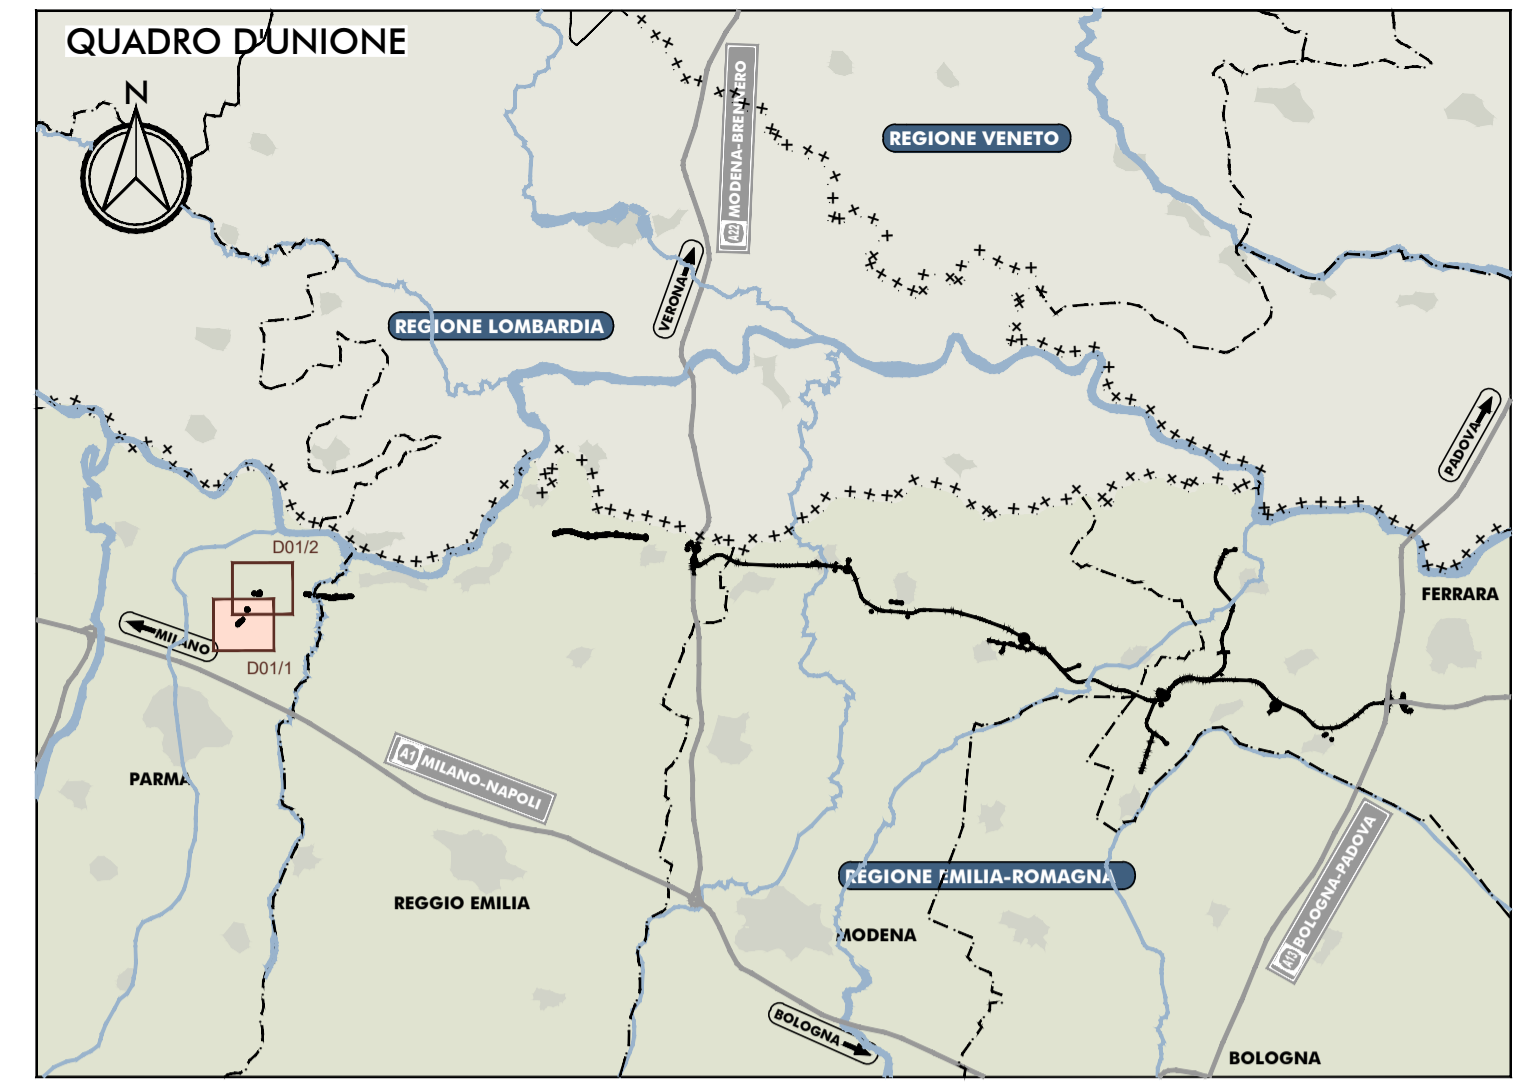 QUADRO D'UNIONE
N
A22 MODENA-BRENNERO
REGIONE VENETO
VERONA
REGIONE LOMBARDIA
PADOVA
D01/2
FERRARA
MILANO
D01/1
A1 MILANO-NAPOLI
PARMA
REGIONE EMILIA-ROMAGNA
A13 BOLOGNA-PADOVA
REGGIO EMILIA
MODENA
BOLOGNA
BOLOGNA